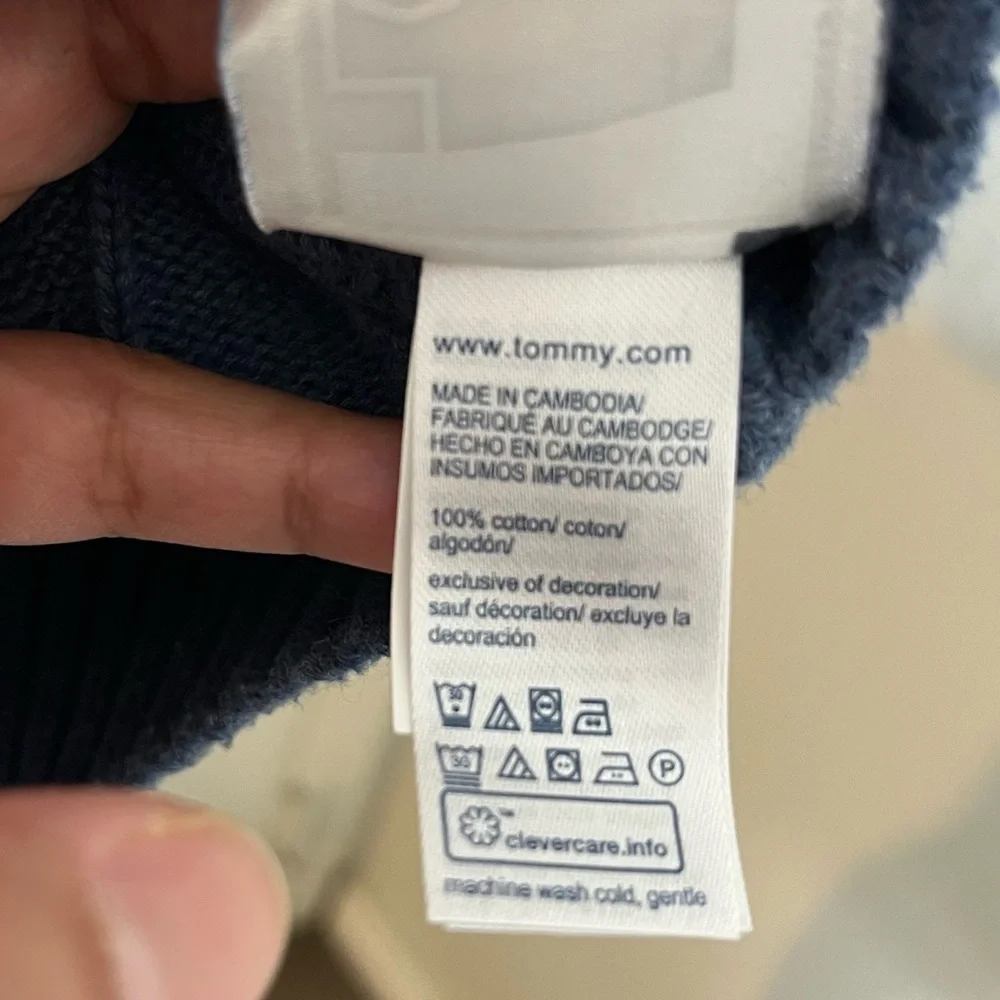 www.tommy.com
MADE IN CAMBODIA/
FABRIQUÉ AU CAMBODGE/
HECHO EN CAMBOYA CON
INSUMOS IMPORTADOS/
100% cotton/ coton/
algodón/
exclusive of decoration/
sauf décoration/ excluye la
decoración
30
30 P
clevercare.info
machine wash cold, gentle